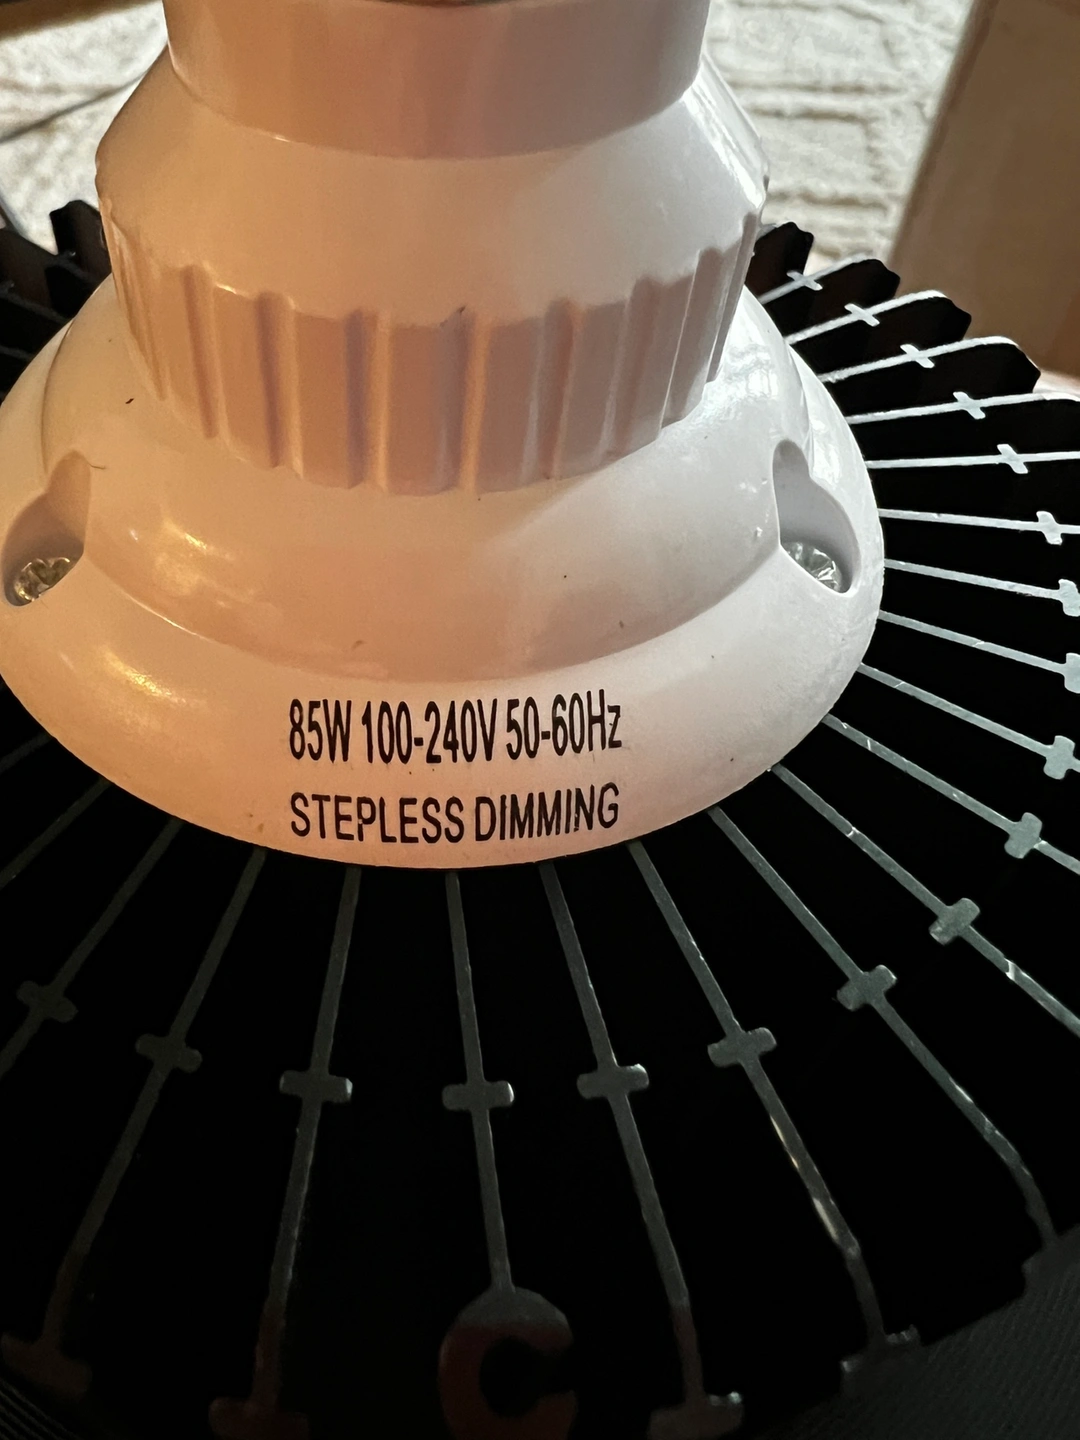 85W 100-240V 50-60Hz
STEPLESS DIMMING